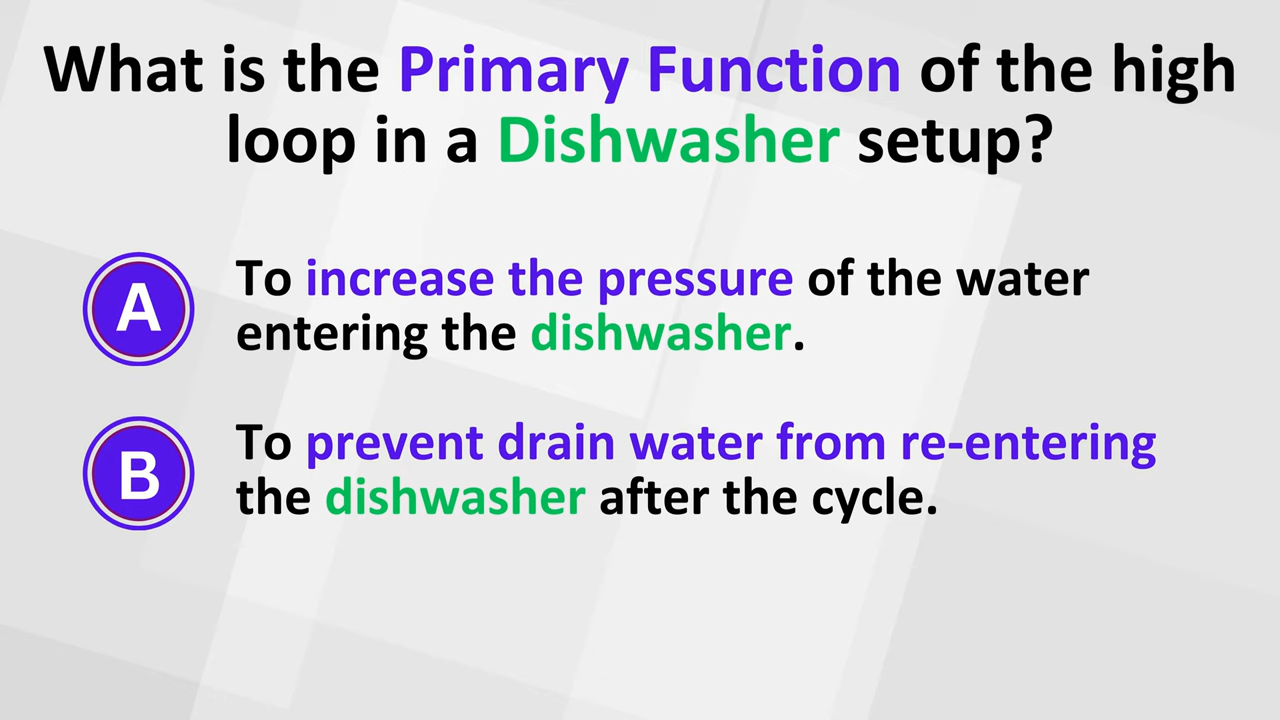 What is the Primary Function of the high
loop in a Dishwasher setup?
A
To increase the pressure of the water
entering the dishwasher.
B
To prevent drain water from re-entering
the dishwasher after the cycle.